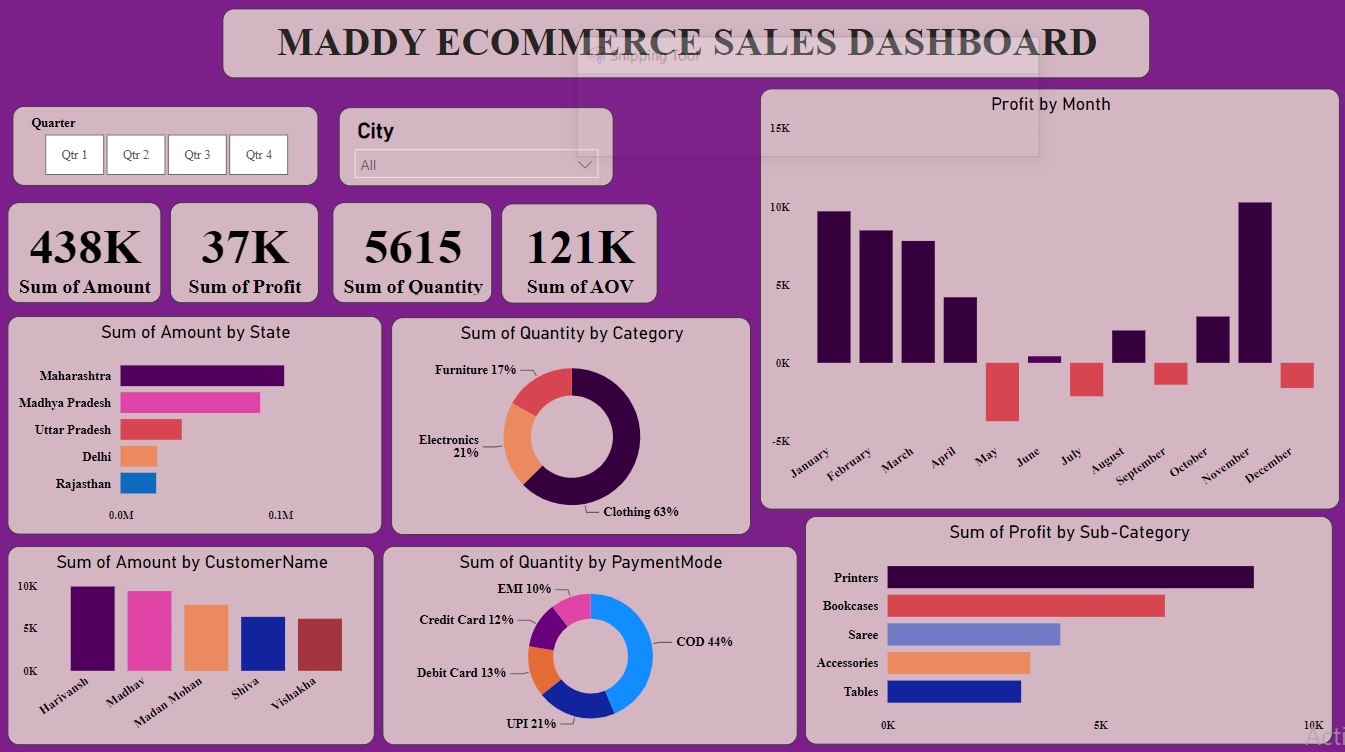 MADDY ECOMMERCE SALES DASHBOARD
Snipping Tool
Quarter
Qtr 1
Qtr 2
Qtr 3
Qtr 4
City
All
438K
Sum of Amount
37K
Sum of Profit
5615
Sum of Quantity
121K
Sum of AOV
Profit by Month
15K
10K
5K
0K
-5K
January
February
March
April
May
June
July
August
September
October
November
December
Sum of Amount by State
Maharashtra
Madhya Pradesh
Uttar Pradesh
Delhi
Rajasthan
0.0M
0.1M
Sum of Quantity by Category
Furniture 17%
Electronics
21%
Clothing 63%
Sum of Amount by CustomerName
10K
5K
0K
Harivansh
Madhav
Madan Mohan
Shiva
Vishakha
Sum of Quantity by PaymentMode
EMI 10%
Credit Card 12%
COD 44%
Debit Card 13%
UPI 21%
Sum of Profit by Sub-Category
Printers
Bookcases
Saree
Accessories
Tables
0K
5K
10K
Acti